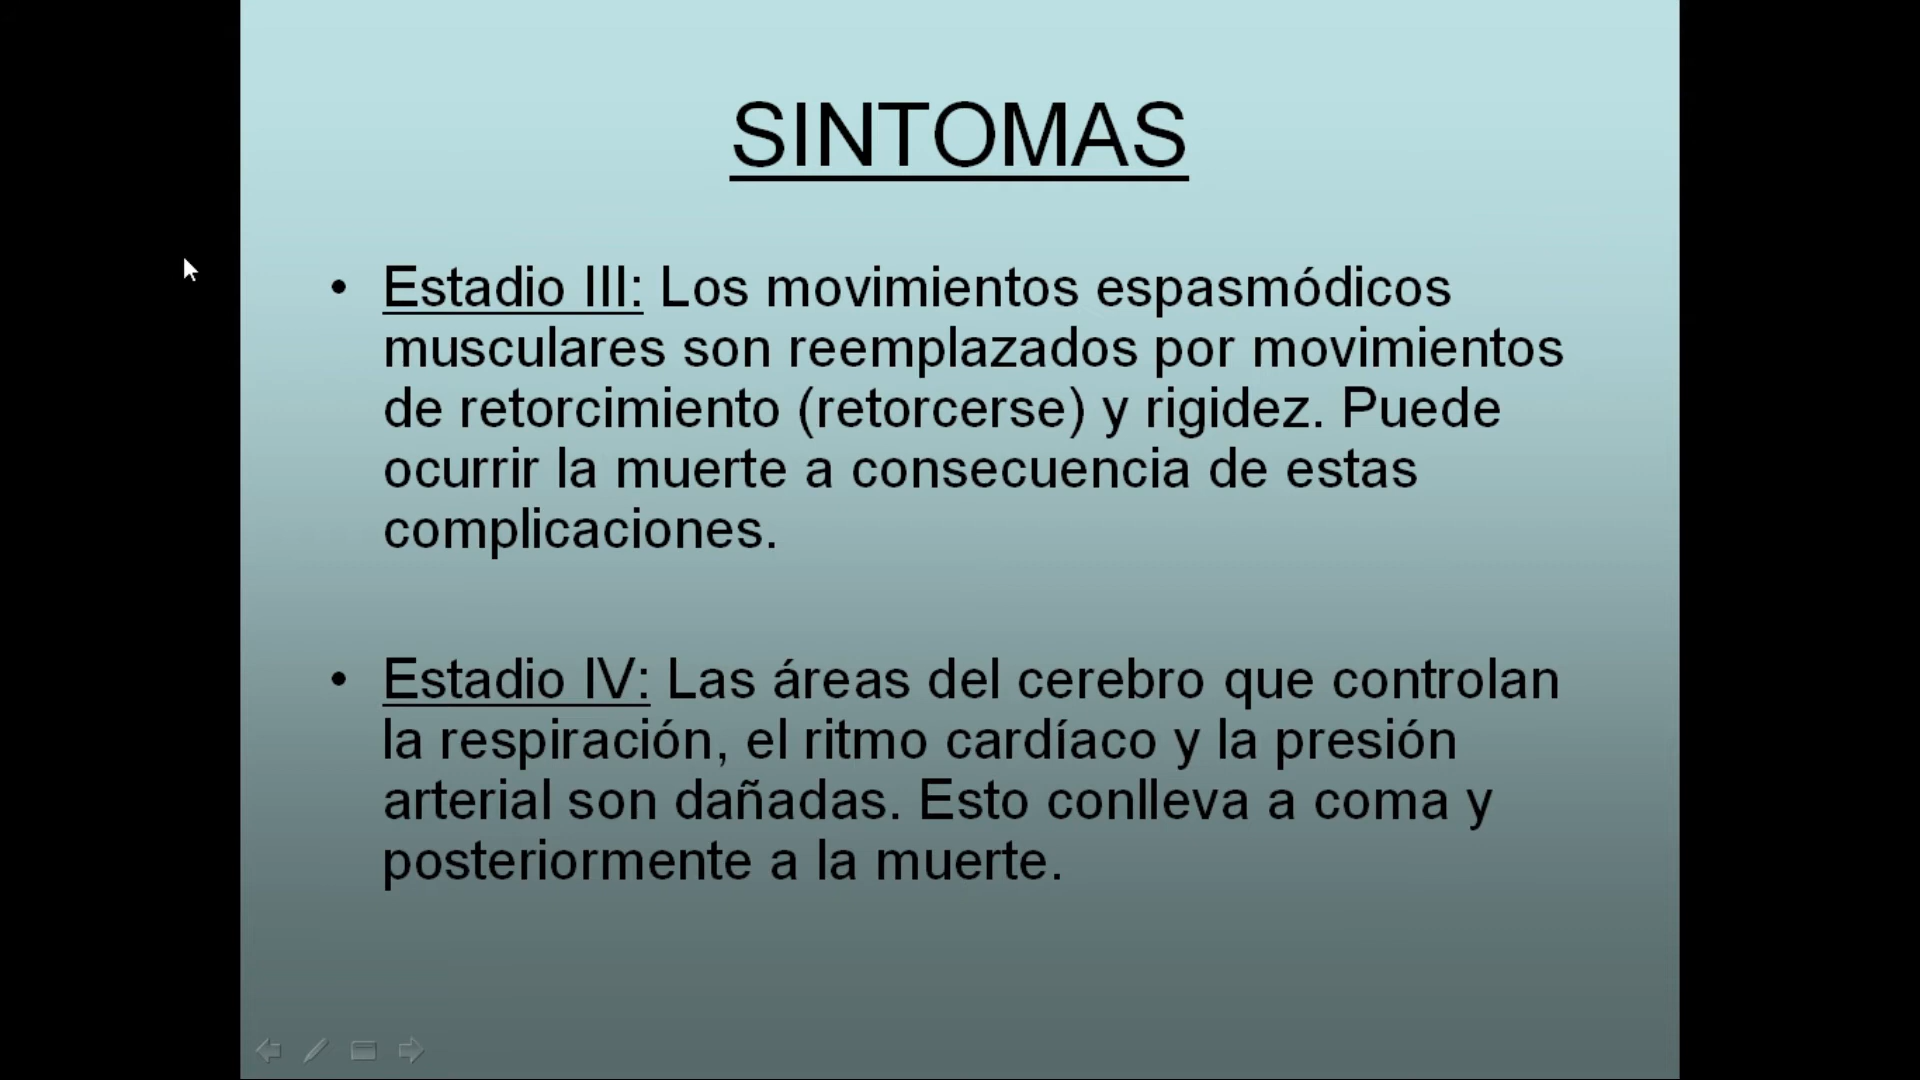 SINTOMAS
• Estadio III: Los movimientos espasmódicos
musculares son reemplazados por movimientos
de retorcimiento (retorcerse) y rigidez. Puede
ocurrir la muerte a consecuencia de estas
complicaciones.
• Estadio IV: Las áreas del cerebro que controlan
la respiración, el ritmo cardíaco y la presión
arterial son dañadas. Esto conlleva a coma y
posteriormente a la muerte.